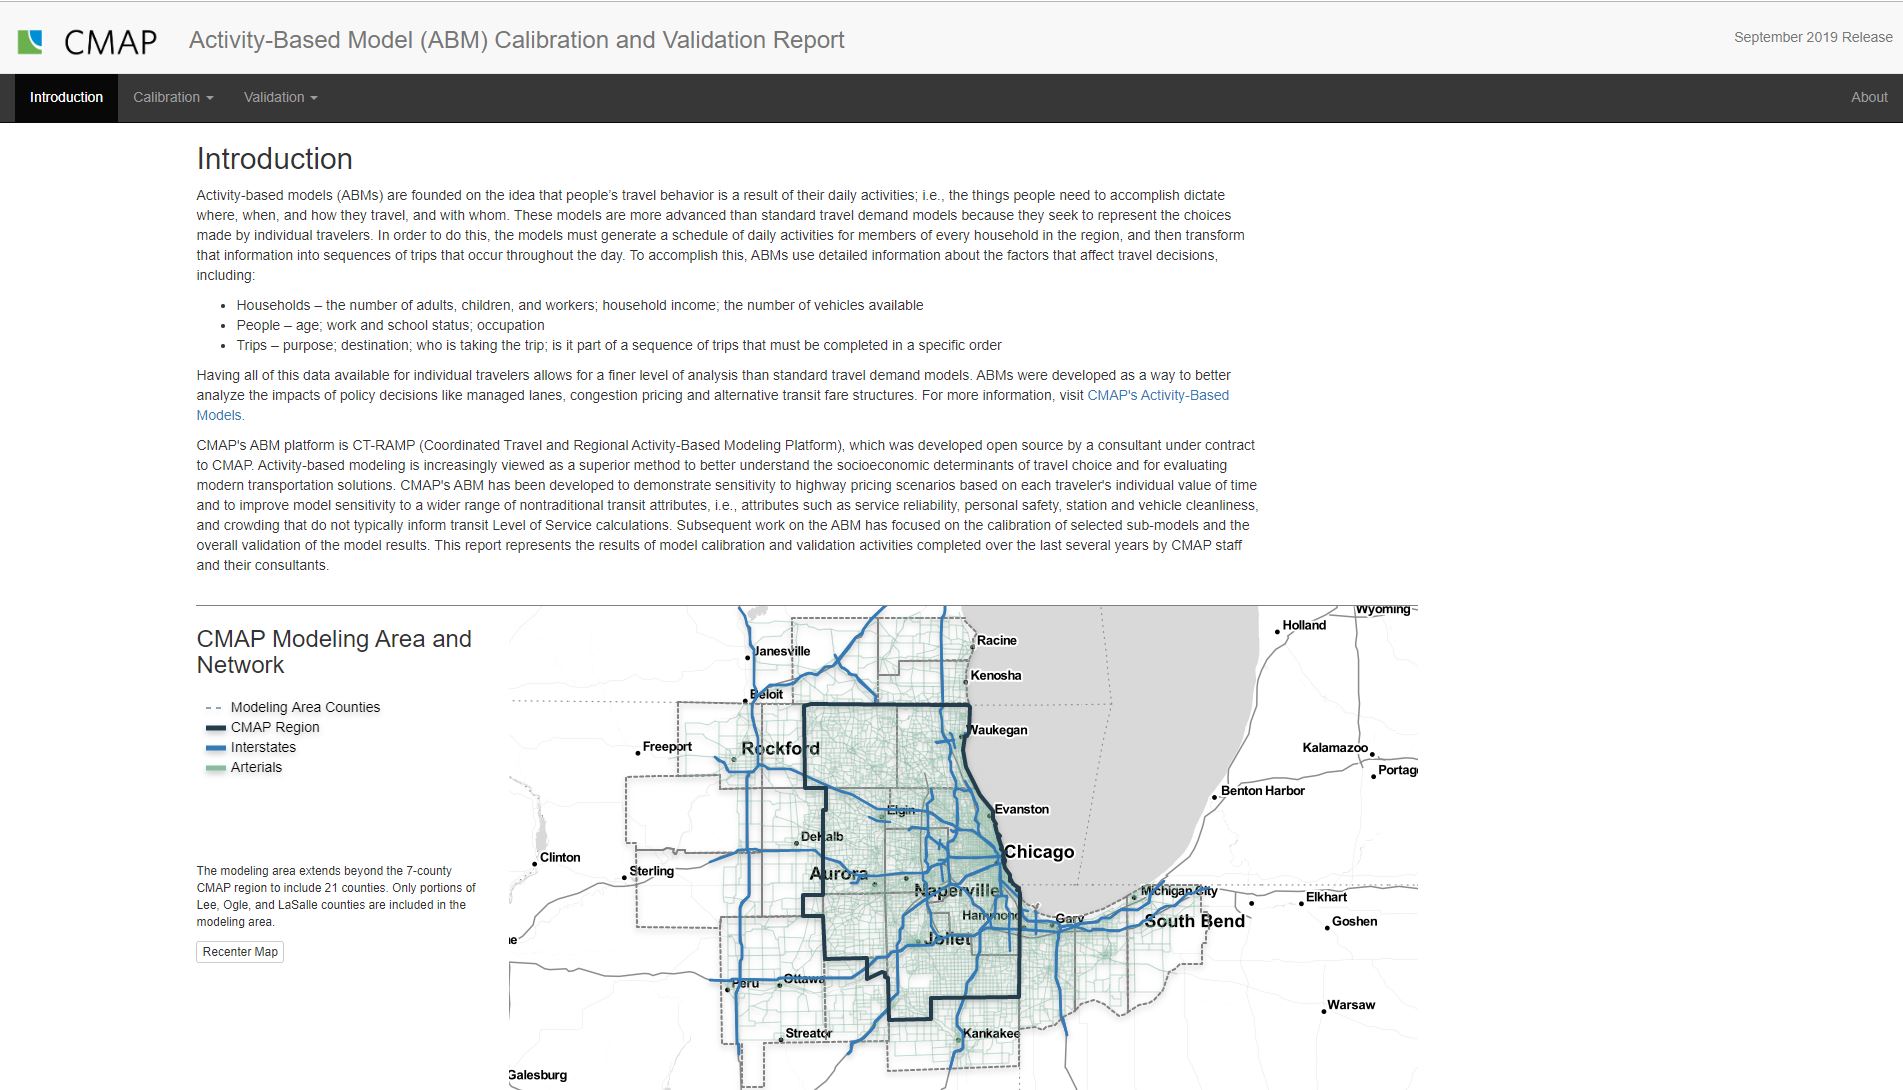 CMAP Activity-Based Model (ABM) Calibration and Validation Report
September 2019 Release
Introduction
Calibration
Validation
About
Introduction
Activity-based models (ABMs) are founded on the idea that people’s travel behavior is a result of their daily activities; i.e., the things people need to accomplish dictate
where, when, and how they travel, and with whom. These models are more advanced than standard travel demand models because they seek to represent the choices
made by individual travelers. In order to do this, the models must generate a schedule of daily activities for members of every household in the region, and then transform
that information into sequences of trips that occur throughout the day. To accomplish this, ABMs use detailed information about the factors that affect travel decisions,
including:
• Households – the number of adults, children, and workers; household income; the number of vehicles available
• People – age; work and school status; occupation
• Trips – purpose; destination; who is taking the trip; is it part of a sequence of trips that must be completed in a specific order
Having all of this data available for individual travelers allows for a finer level of analysis than standard travel demand models. ABMs were developed as a way to better
analyze the impacts of policy decisions like managed lanes, congestion pricing and alternative transit fare structures. For more information, visit CMAP's Activity-Based
Models.
CMAP's ABM platform is CT-RAMP (Coordinated Travel and Regional Activity-Based Modeling Platform), which was developed open source by a consultant under contract
to CMAP. Activity-based modeling is increasingly viewed as a superior method to better understand the socioeconomic determinants of travel choice and for evaluating
modern transportation solutions. CMAP's ABM has been developed to demonstrate sensitivity to highway pricing scenarios based on each traveler's individual value of time
and to improve model sensitivity to a wider range of nontraditional transit attributes, i.e., attributes such as service reliability, personal safety, station and vehicle cleanliness,
and crowding that do not typically inform transit Level of Service calculations. Subsequent work on the ABM has focused on the calibration of selected sub-models and the
overall validation of the model results. This report represents the results of model calibration and validation activities completed over the last several years by CMAP staff
and their consultants.
CMAP Modeling Area and
Network
Modeling Area Counties
CMAP Region
Interstates
Arterials
The modeling area extends beyond the 7-county
CMAP region to include 21 counties. Only portions of
Lee, Ogle, and LaSalle counties are included in the
modeling area.
Recenter Map
Wyoming
Holland
Racine
Janesville
Kenosha
Beloit
Waukegan
Freeport
Rockford
Kalamazoo
Portag
Benton Harbor
Elgin
Evanston
DeKalb
Chicago
Clinton
Sterling
Aurora
Naperville
Michigan City
Elkhart
Hammond
Gary
South Bend
Goshen
Joliet
ne
Peru
Ottawa
Warsaw
Streator
Kankakee
Galesburg